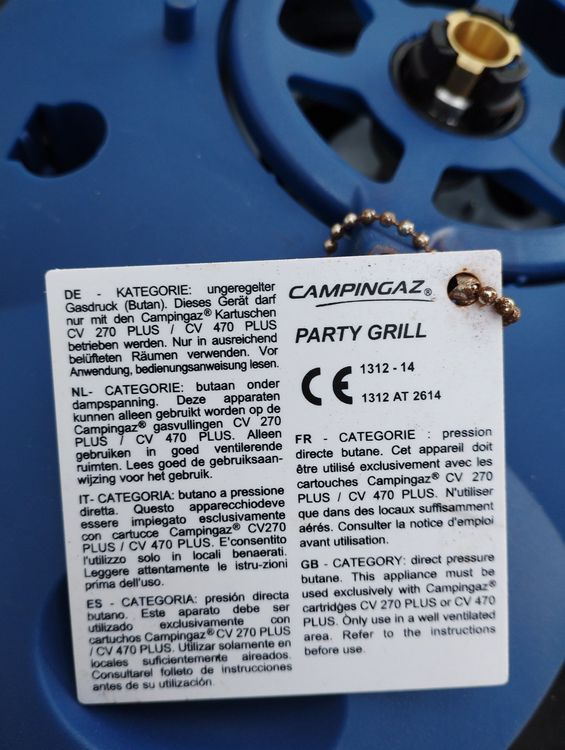 DE - KATEGORIE: ungeregelter
Gasdruck (Butan). Dieses Gerät darf
nur mit den Campingaz® Kartuschen
CV 270 PLUS / CV 470 PLUS
betrieben werden. Nur in ausreichend
belüfteten Räumen verwenden. Vor
Anwendung, bedienungsanweisung lesen.
NL- CATEGORIE: butaan onder
dampspanning. Deze apparaten
kunnen alleen gebruikt worden op de
Campingaz® gasvullingen CV 270
PLUS / CV 470 PLUS. Alleen
gebruiken in goed ventilerende
ruimten. Lees goed de gebruiksaan-
wijzing voor het gebruik.
IT- CATEGORIA: butano a pressione
diretta. Questo apparecchiodeve
essere impiegato esclusivamente
con cartucce Campingaz® CV270
PLUS / CV 470 PLUS. E'consentito
l'utilizzo solo in locali benaerati.
Leggere attentamente le istru-zioni
prima dell'uso.
ES - CATEGORIA: presión directa
butano. Este aparato debe ser
utilizado exclusivamente con
cartuchos Campingaz® CV 270 PLUS
/ CV 470 PLUS. Utilizar solamente en
locales suficientemente aireados.
Consultarel folleto de instrucciones
antes de su utilización.
CAMPINGAZ®
PARTY GRILL
CE 1312 - 14
1312 AT 2614
FR - CATEGORIE : pression
directe butane. Cet appareil doit
être utilisé exclusivement avec les
cartouches Campingaz® CV 270
PLUS / CV 470 PLUS. N'utiliser
que dans des locaux suffisamment
aérés. Consulter la notice d'emploi
avant utilisation.
GB - CATEGORY: direct pressure
butane. This appliance must be
used exclusively with Campingaz®
cartridges CV 270 PLUS or CV 470
PLUS. Only use in a well ventilated
area. Refer to the instructions
before use.